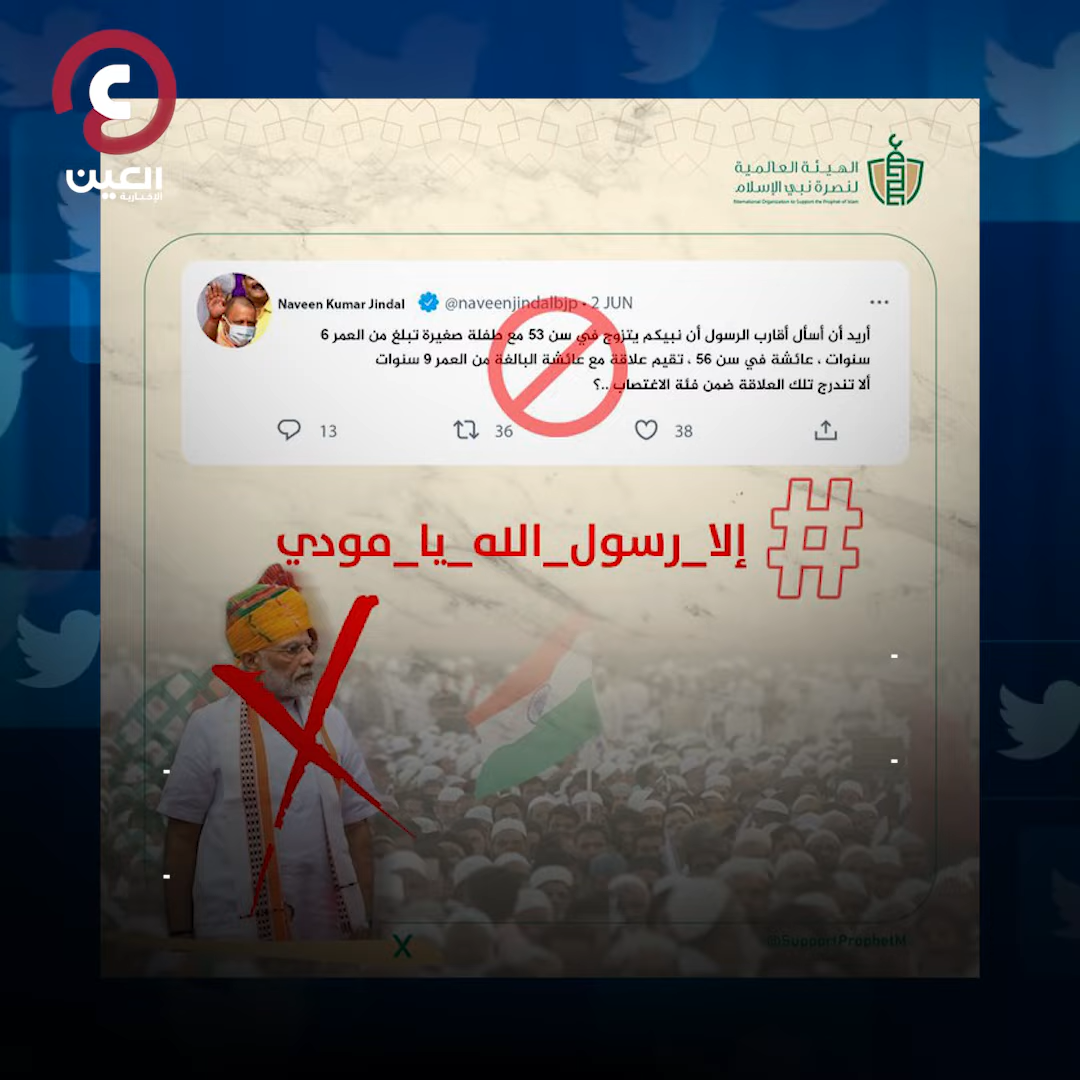 العين
الإخبارية
الهيئة العالمية
لنصرة نبي الإسلام
International Organization to Support the Prophet of Islam
Naveen Kumar Jindal @naveenjindalbjp · 2 JUN
أريد أن أسأل أقارب الرسول أن نبيكم يتزوج في سن 53 مع طفلة صغيرة تبلغ من العمر 6
سنوات ، عائشة في سن 56 ، تقيم علاقة مع عائشة البالغة من العمر 9 سنوات
ألا تندرج تلك العلاقة ضمن فئة الاغتصاب ..؟
13 36 38
#إلا_رسول_الله_يا_مودي
@SupportProphetM